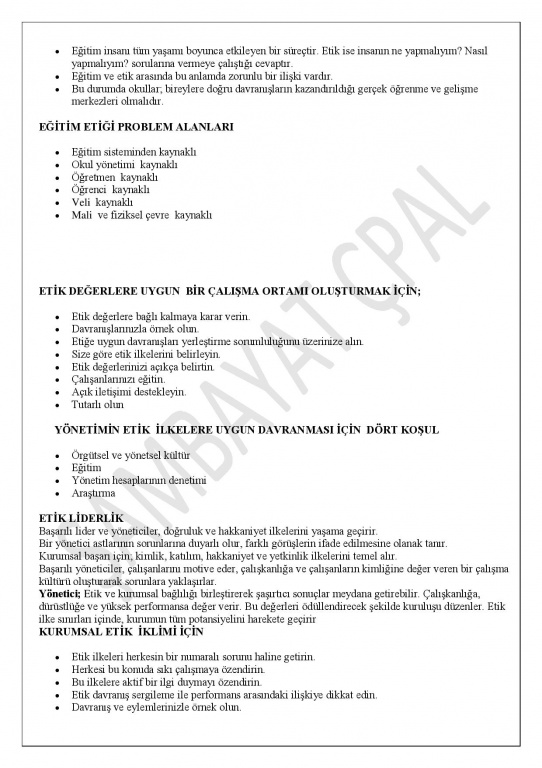 • Eğitim insanı tüm yaşamı boyunca etkileyen bir süreçtir. Etik ise insanın ne yapmalıyım? Nasıl
yapmalıyım? sorularına vermeye çalıştığı cevaptır.
• Eğitim ve etik arasında bu anlamda zorunlu bir ilişki vardır.
• Bu durumda okullar; bireylere doğru davranışların kazandırıldığı gerçek öğrenme ve gelişme
merkezleri olmalıdır.
EĞİTİM ETİĞİ PROBLEM ALANLARI
• Eğitim sisteminden kaynaklı
• Okul yönetimi kaynaklı
• Öğretmen kaynaklı
• Öğrenci kaynaklı
• Veli kaynaklı
• Mali ve fiziksel çevre kaynaklı
ETİK DEĞERLERE UYGUN BİR ÇALIŞMA ORTAMI OLUŞTURMAK İÇİN;
• Etik değerlere bağlı kalmaya karar verin.
• Davranışlarınızla örnek olun.
• Etiğe uygun davranışları yerleştirme sorumluluğunu üzerinize alın.
• Size göre etik ilkelerini belirleyin.
• Etik değerlerinizi açıkça belirtin.
• Çalışanlarınızı eğitin.
• Açık iletişimi destekleyin.
• Tutarlı olun
YÖNETİMİN ETİK İLKELERE UYGUN DAVRANMASI İÇİN DÖRT KOŞUL
• Örgütsel ve yönetsel kültür
• Eğitim
• Yönetim hesaplarının denetimi
• Araştırma
ETİK LİDERLİK
Başarılı lider ve yöneticiler, doğruluk ve hakkaniyet ilkelerini yaşama geçirir.
Bir yönetici astlarının sorunlarına duyarlı olur, farklı görüşlerin ifade edilmesine olanak tanır.
Kurumsal başarı için; kimlik, katılım, hakkaniyet ve yetkinlik ilkelerini temel alır.
Başarılı yöneticiler, çalışanlarını motive eder, çalışkanlığa ve çalışanların kimliğine değer veren bir çalışma
kültürü oluşturarak sorunlara yaklaşırlar.
Yönetici; Etik ve kurumsal bağlılığı birleştirerek şaşırtıcı sonuçlar meydana getirebilir. Çalışkanlığa,
dürüstlüğe ve yüksek performansa değer verir. Bu değerleri ödüllendirecek şekilde kuruluşu düzenler. Etik
ilke sınırları içinde, kurumun tüm potansiyelini harekete geçirir
KURUMSAL ETİK İKLİMİ İÇİN
• Etik ilkeleri herkesin bir numaralı sorunu haline getirin.
• Herkesi bu konuda sıkı çalışmaya özendirin.
• Bu ilkelere aktif bir ilgi duymayı özendirin.
• Etik davranış sergileme ile performans arasındaki ilişkiye dikkat edin.
• Davranış ve eylemlerinizle örnek olun.
SAMBAYAT ÇPAL